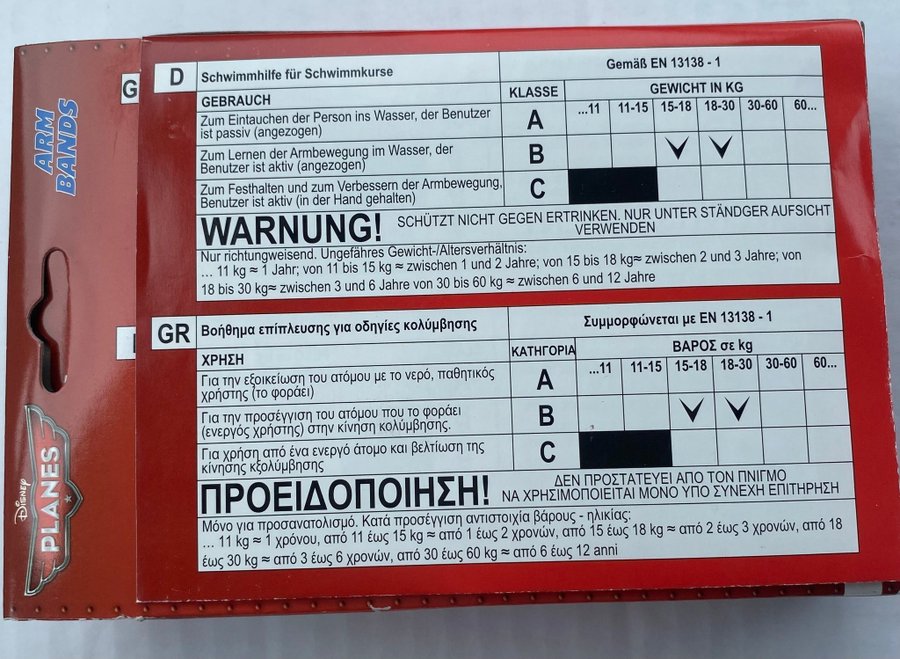 ARM
BANDS
G
D
Schwimmhilfe für Schwimmkurse
Gemäß EN 13138 - 1
GEBRAUCH
KLASSE
GEWICHT IN KG
...11 11-15 15-18 18-30 30-60 60...
Zum Eintauchen der Person ins Wasser, der Benutzer
ist passiv (angezogen)
A
Zum Lernen der Armbewegung im Wasser, der
Benutzer ist aktiv (angezogen)
B
Zum Festhalten und zum Verbessern der Armbewegung,
Benutzer ist aktiv (in der Hand gehalten)
C
WARNUNG!
SCHÜTZT NICHT GEGEN ERTRINKEN. NUR UNTER STÄNDGER AUFSICHT
VERWENDEN
Nur richtungweisend. Ungefähres Gewicht-/Altersverhältnis:
... 11 kg ≈ 1 Jahr; von 11 bis 15 kg ≈ zwischen 1 und 2 Jahre; von 15 bis 18 kg≈ zwischen 2 und 3 Jahre; von
18 bis 30 kg≈ zwischen 3 und 6 Jahre von 30 bis 60 kg ≈ zwischen 6 und 12 Jahre
GR
Βοήθημα επίπλευσης για οδηγίες κολύμβησης
Συμμορφώνεται με EN 13138 - 1
ΧΡΗΣΗ
ΚΑΤΗΓΟΡΙΑ
ΒΑΡΟΣ σε kg
...11 11-15 15-18 18-30 30-60 60...
Για την εξοικείωση του ατόμου με το νερό, παθητικός
χρήστης (το φοράει)
A
Για την προσέγγιση του ατόμου που το φοράει
(ενεργός χρήστης) στην κίνηση κολύμβησης.
B
Για χρήση από ένα ενεργό άτομο και βελτίωση της
κίνησης κξολύμβησης
C
ΠΡΟΕΙΔΟΠΟΙΗΣΗ!
ΔΕΝ ΠΡΟΣΤΑΤΕΥΕΙ ΑΠΟ ΤΟΝ ΠΝΙΓΜΟ
ΝΑ ΧΡΗΣΙΜΟΠΟΙΕΙΤΑΙ ΜΟΝΟ ΥΠΟ ΣΥΝΕΧΗ ΕΠΙΤΗΡΗΣΗ
Μόνο για προσανατολισμό. Κατά προσέγγιση αντιστοιχία βάρους - ηλικίας:
... 11 kg ≈ 1 χρόνου, από 11 έως 15 kg ≈ από 1 έως 2 χρονών, από 15 έως 18 kg ≈ από 2 έως 3 χρονών, από 18
έως 30 kg ≈ από 3 έως 6 χρονών, από 30 έως 60 kg ≈ από 6 έως 12 anni
DISNEY
PLANES